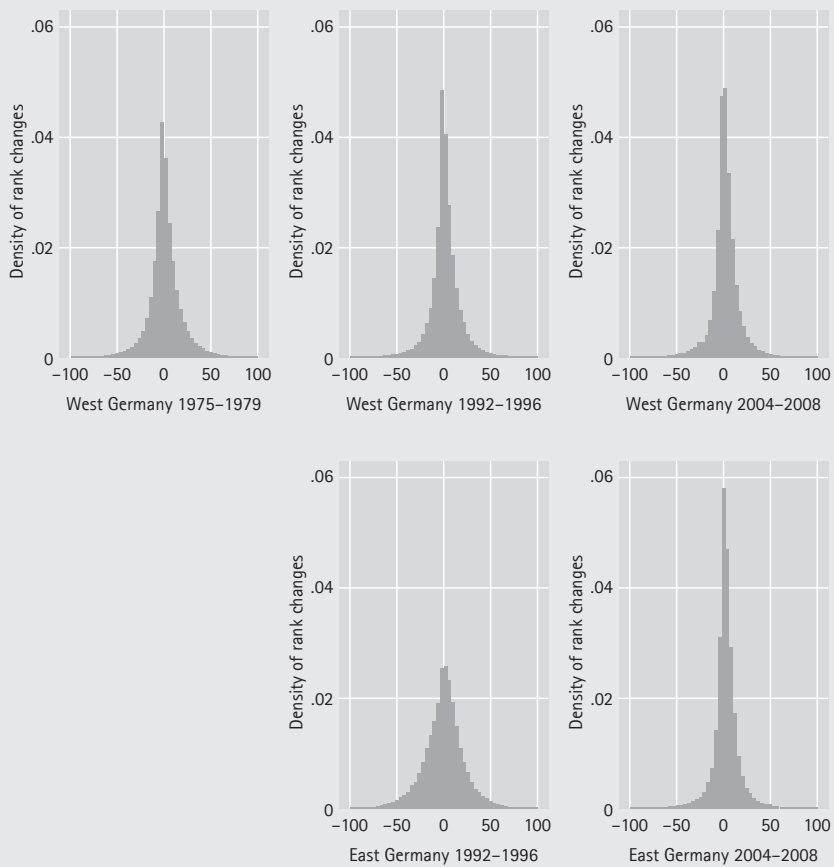 .06
.04
.02
0
Density of rank changes
−100 −50 0 50 100
West Germany 1975–1979
.06
.04
.02
0
Density of rank changes
−100 −50 0 50 100
West Germany 1992–1996
.06
.04
.02
0
Density of rank changes
−100 −50 0 50 100
West Germany 2004–2008
.06
.04
.02
0
Density of rank changes
−100 −50 0 50 100
East Germany 1992–1996
.06
.04
.02
0
Density of rank changes
−100 −50 0 50 100
East Germany 2004–2008